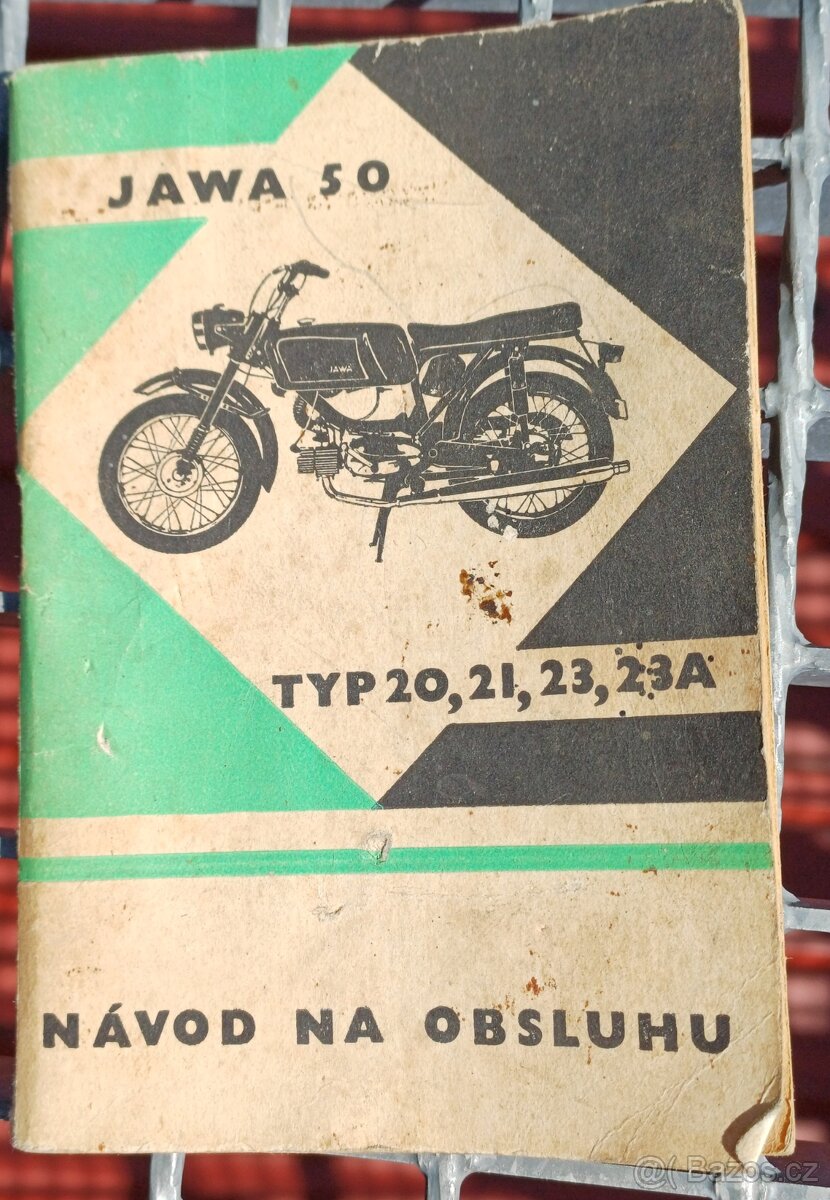 JAWA 50
JAWA
TYP 20, 21, 23, 23A
NÁVOD NA OBSLUHU
@( Bazos.cz